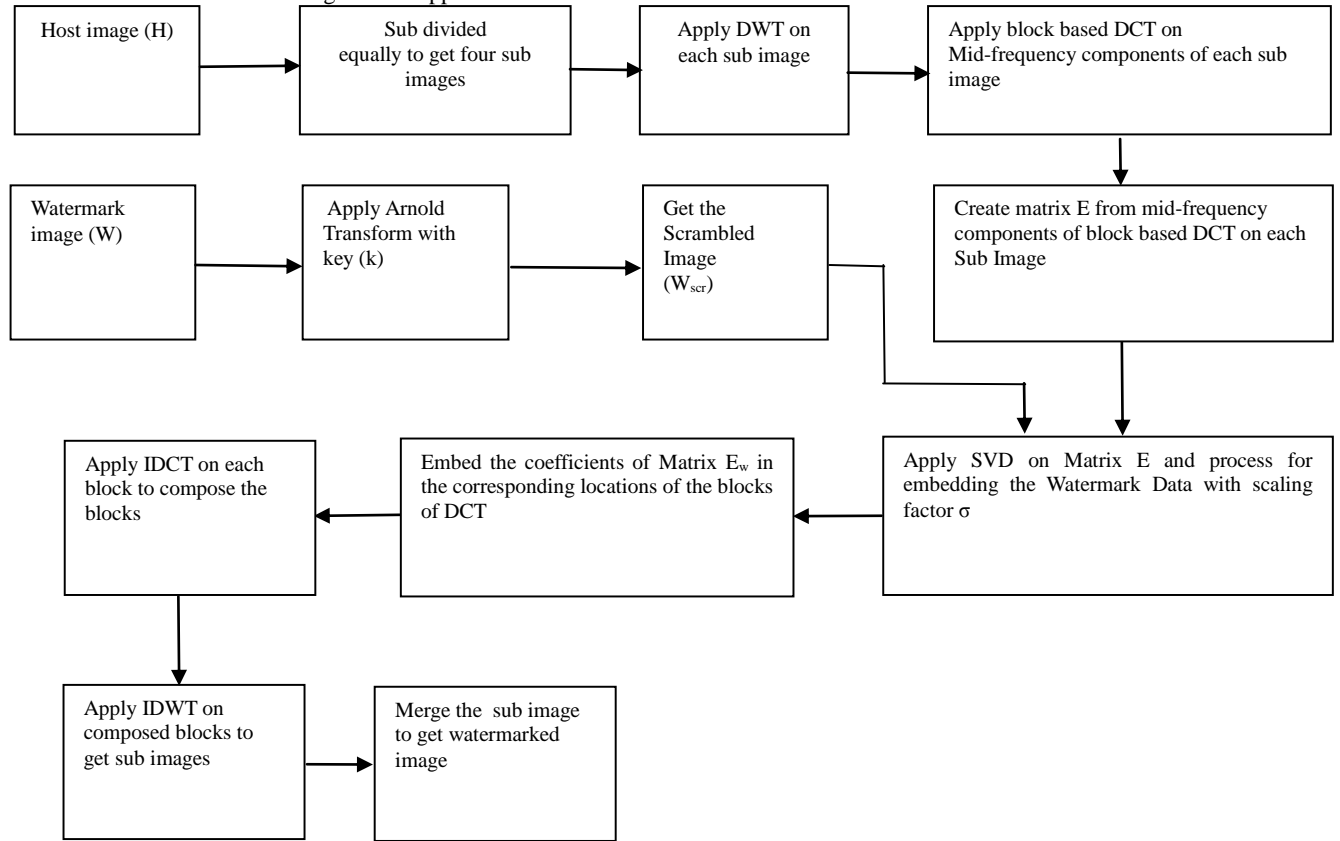 Host image (H)
Sub divided
equally to get four sub
images
Apply DWT on
each sub image
Apply block based DCT on
Mid-frequency components of each sub
image
Watermark
image (W)
Apply Arnold
Transform with
key (k)
Get the
Scrambled
Image
(Wscr)
Create matrix E from mid-frequency
components of block based DCT on each
Sub Image
Apply IDCT on each
block to compose the
blocks
Embed the coefficients of Matrix Ew in
the corresponding locations of the blocks
of DCT
Apply SVD on Matrix E and process for
embedding the Watermark Data with scaling
factor σ
Apply IDWT on
composed blocks to
get sub images
Merge the sub image
to get watermarked
image